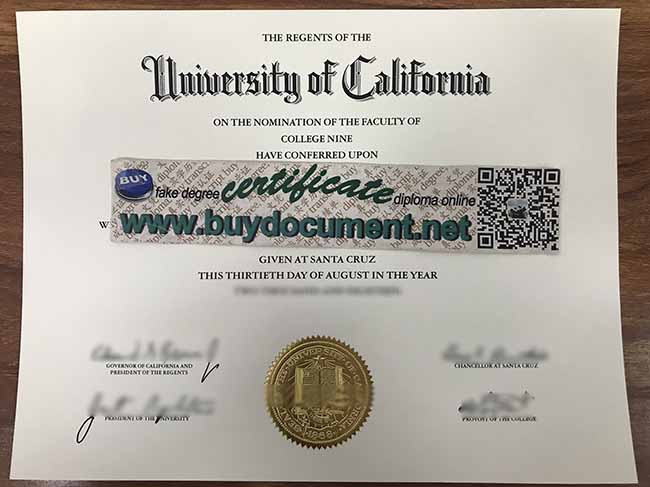 THE REGENTS OF THE
University of California
ON THE NOMINATION OF THE FACULTY OF
COLLEGE NINE
HAVE CONFERRED UPON
BUY fake degree certificate diploma online
www.buydocument.net
GIVEN AT SANTA CRUZ
THIS THIRTIETH DAY OF AUGUST IN THE YEAR
GOVERNOR OF CALIFORNIA AND
PRESIDENT OF THE REGENTS
CHANCELLOR AT SANTA CRUZ
PRESIDENT OF THE UNIVERSITY
PROVOST OF THE COLLEGE
1868